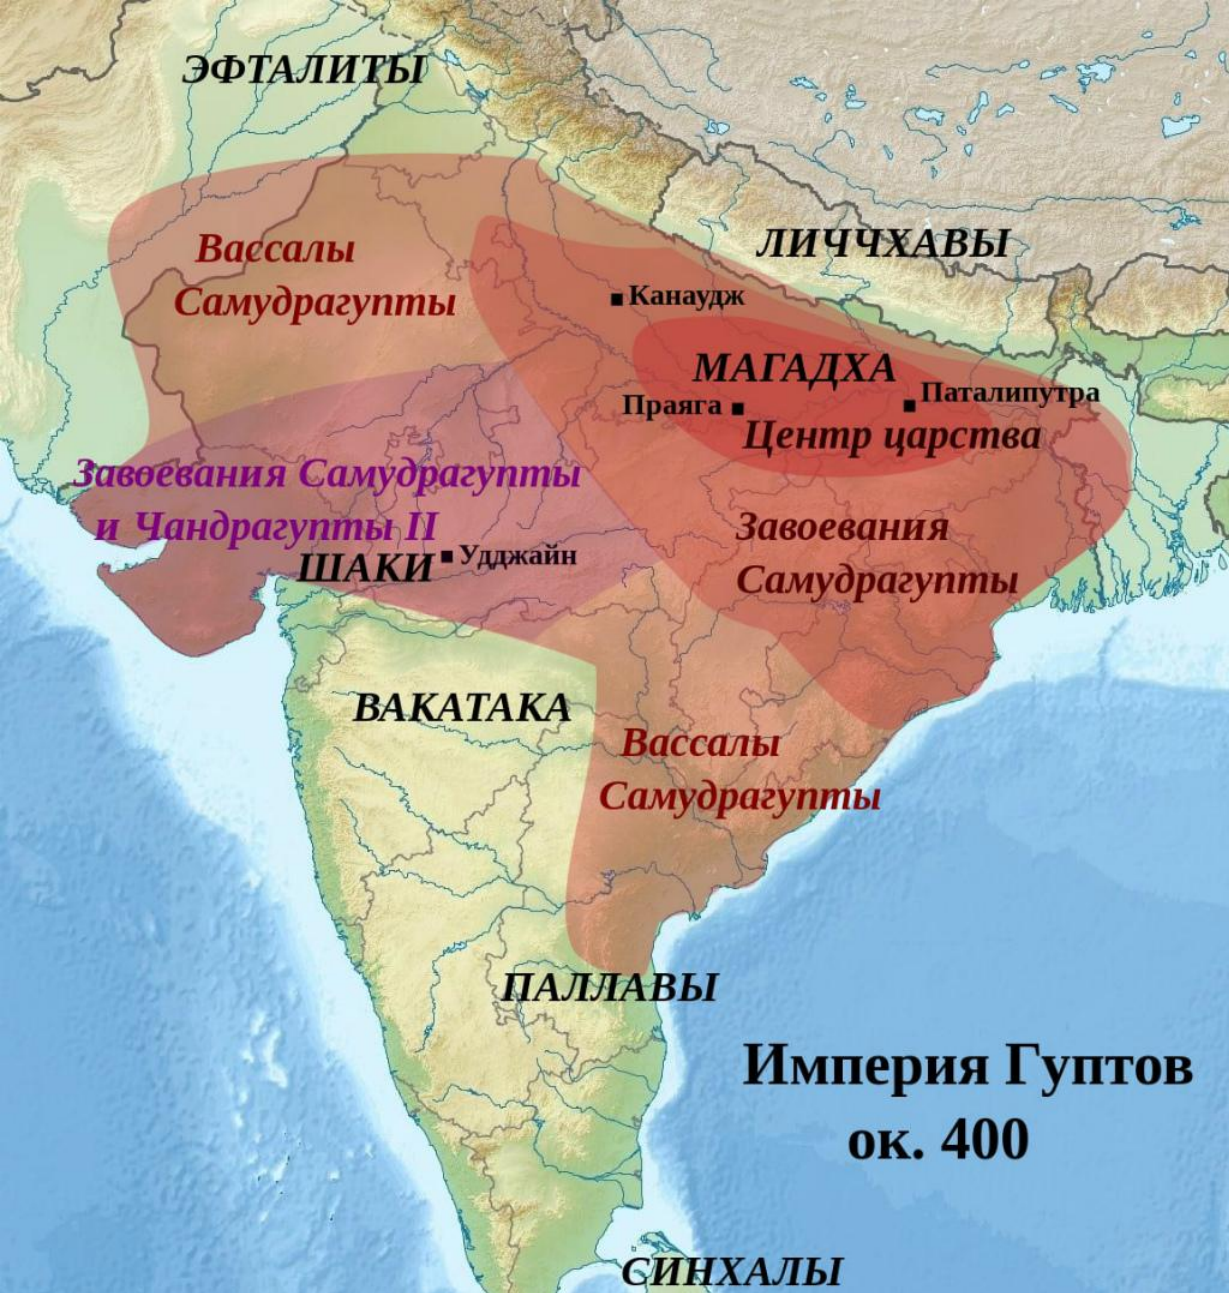 ЭФТАЛИТЫ
Вассалы
Самудрагупты
ЛИЧЧХАВЫ
Канаудж
МАГАДХА
Праяга
Паталипутра
Центр царства
Завоевания Самудрагупты
и Чандрагупты II
ШАКИ
Удджайн
Завоевания
Самудрагупты
ВАКАТАКА
Вассалы
Самудрагупты
ПАЛЛАВЫ
Империя Гуптов
ок. 400
СИНХАЛЫ